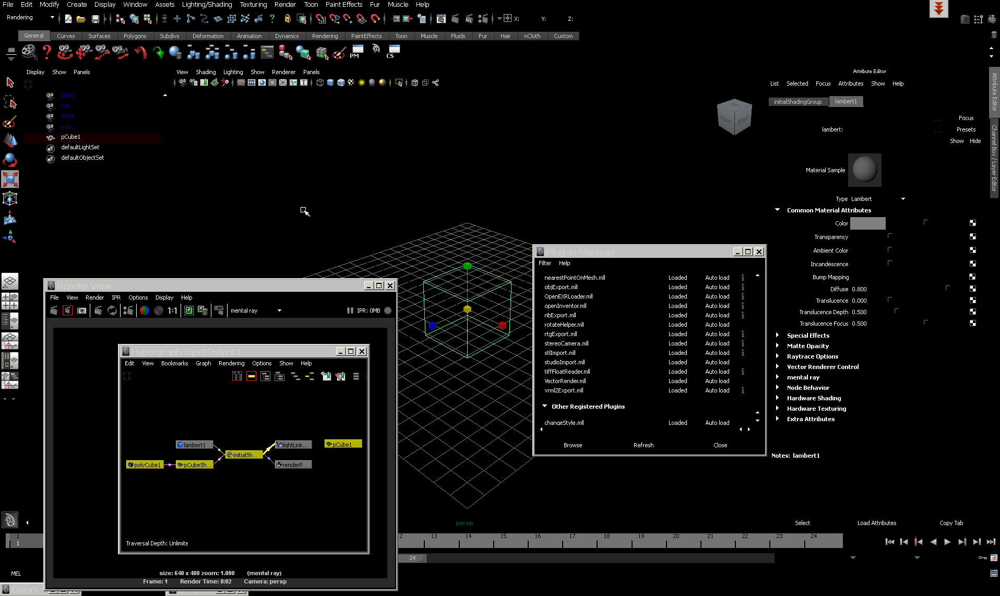 File Edit Modify Create Display Window Assets Lighting/Shading Texturing Render Toon Paint Effects Fur Muscle Help
Rendering X: Y: Z:
General Curves Surfaces Polygons Subdivs Deformation Animation Dynamics Rendering PaintEffects Toon Muscle Fluids Fur Hair nCloth Custom
PM CS
Display Show Panels
View Shading Lighting Show Renderer Panels
persp
top
front
side
pCube1
defaultLightSet
defaultObjectSet
FRONT RIGHT
Attribute Editor
List Selected Focus Attributes Show Help
initialShadingGroup lambert1
Focus
lambert: Presets
Show Hide
Material Sample
Type Lambert
Common Material Attributes
Color
Transparency
Ambient Color
Incandescence
Bump Mapping
Diffuse 0.800
Translucence 0.000
Translucence Depth 0.500
Translucence Focus 0.500
Special Effects
Matte Opacity
Raytrace Options
Vector Renderer Control
mental ray
Node Behavior
Hardware Shading
Hardware Texturing
Extra Attributes
Notes: lambert1
Select Load Attributes Copy Tab
Attribute Editor
Channel Box / Layer Editor
Plug-in Manager
Filter Help
nearestPointOnMesh.mll Loaded Auto load i
objExport.mll Loaded Auto load i
OpenEXRLoader.mll Loaded Auto load i
openInventor.mll Loaded Auto load i
ribExport.mll Loaded Auto load i
rotateHelper.mll Loaded Auto load
rtgExport.mll Loaded Auto load i
stereoCamera.mll Loaded Auto load i
stlImport.mll Loaded Auto load i
studioImport.mll Loaded Auto load
tiffFloatReader.mll Loaded Auto load i
VectorRender.mll Loaded Auto load
vrml2Export.mll Loaded Auto load i
Other Registered Plugins
changeStyle.mll Loaded Auto load
Browse Refresh Close
Render View
File View Render IPR Options Display Help
IPR 1:1 mental ray IPR: 0MB
Hypergraph InputOutput1
Edit View Bookmarks Graph Rendering Options Show Help
lambert1 lightLink... pCube1
initialSh...
polyCube1 pCubeSh... renderP...
Traversal Depth: Unlimite
size: 640 x 480 zoom: 1.000 (mental ray)
Frame: 1 Render Time: 0:02 Camera: persp
persp
1 12 13 14 15 16 17 18 19 20 21 22 23 24
1
24
MEL
Colors